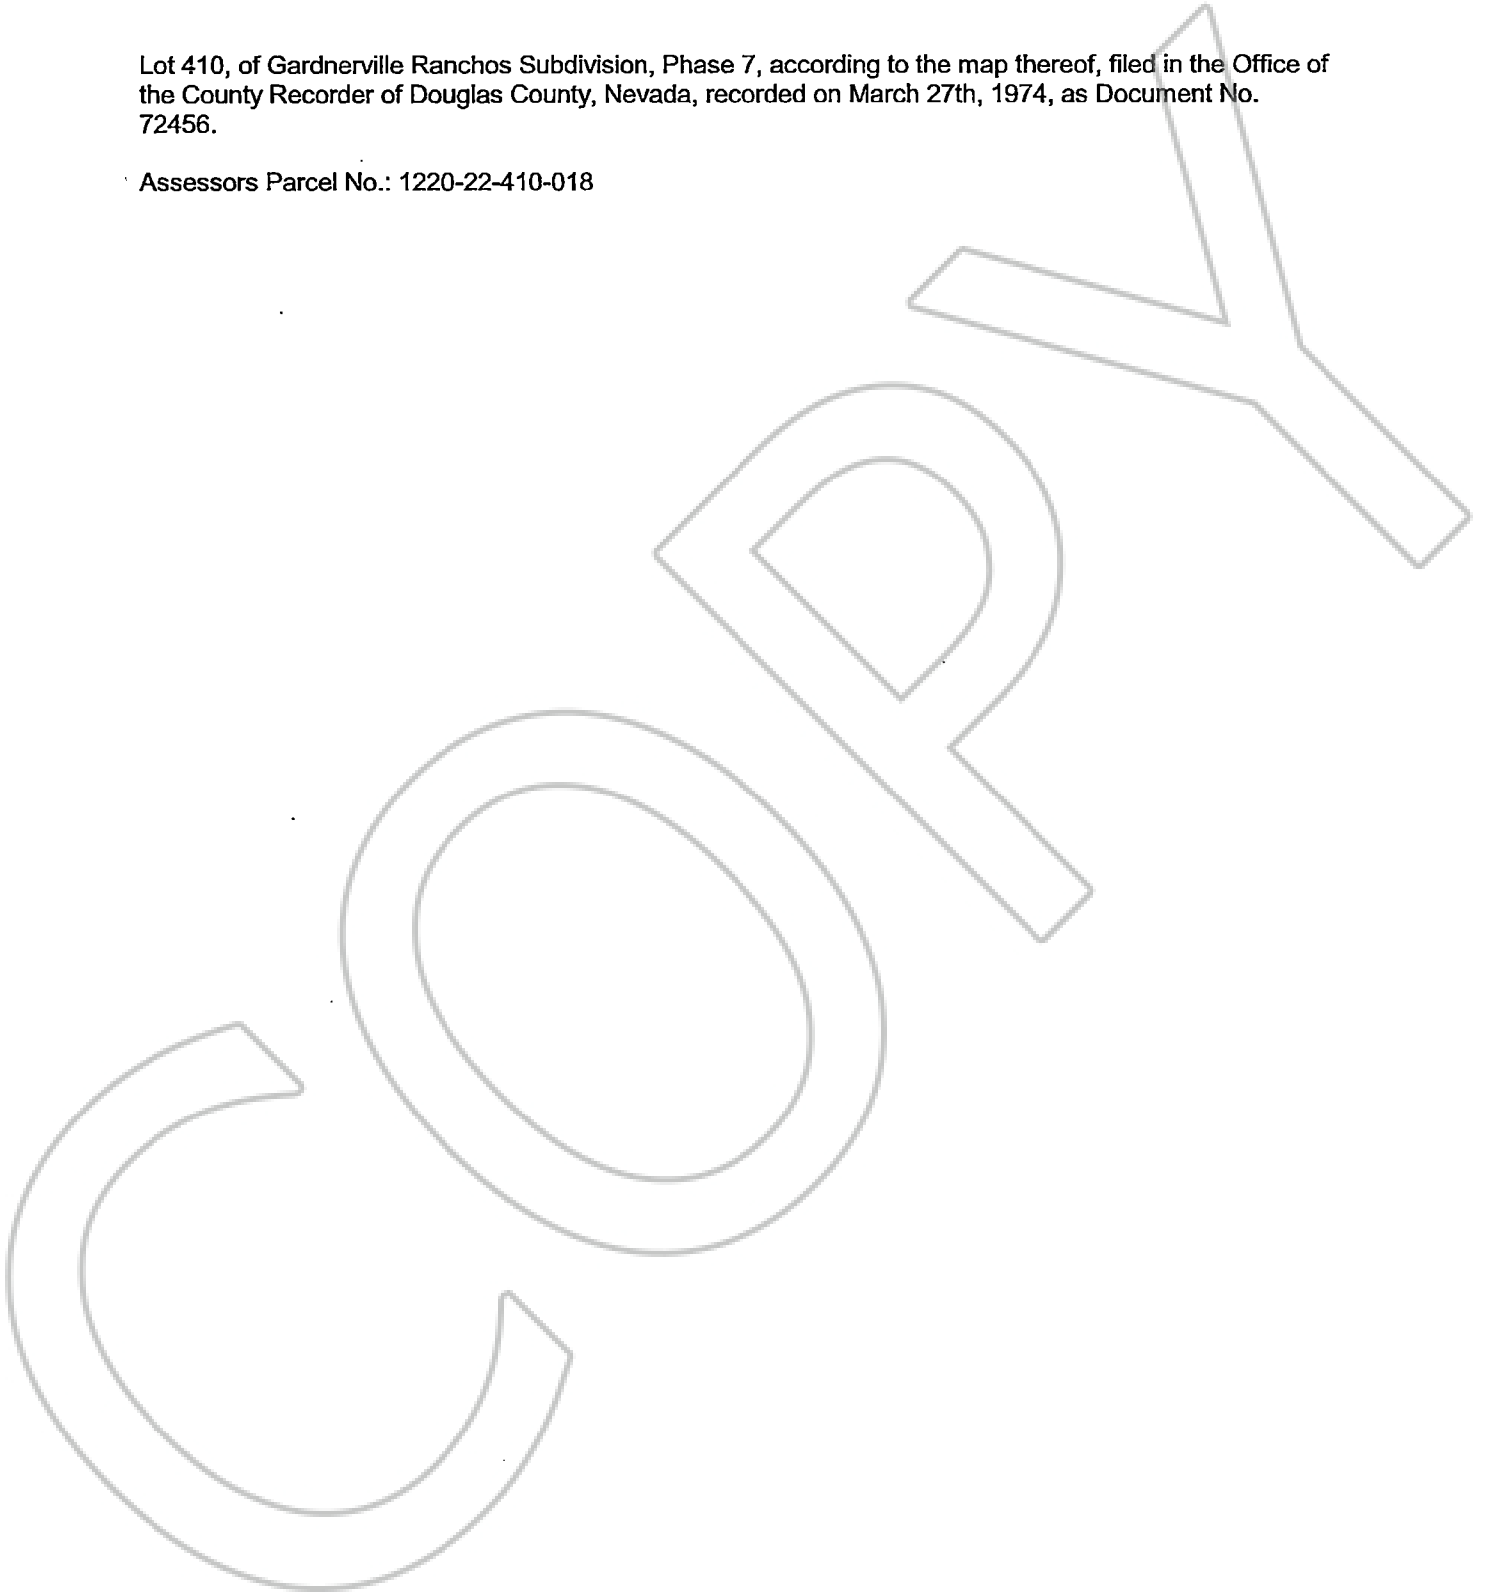 Lot 410, of Gardnerville Ranchos Subdivision, Phase 7, according to the map thereof, filed in the Office of
the County Recorder of Douglas County, Nevada, recorded on March 27th, 1974, as Document No.
72456.
Assessors Parcel No.: 1220-22-410-018
COPY